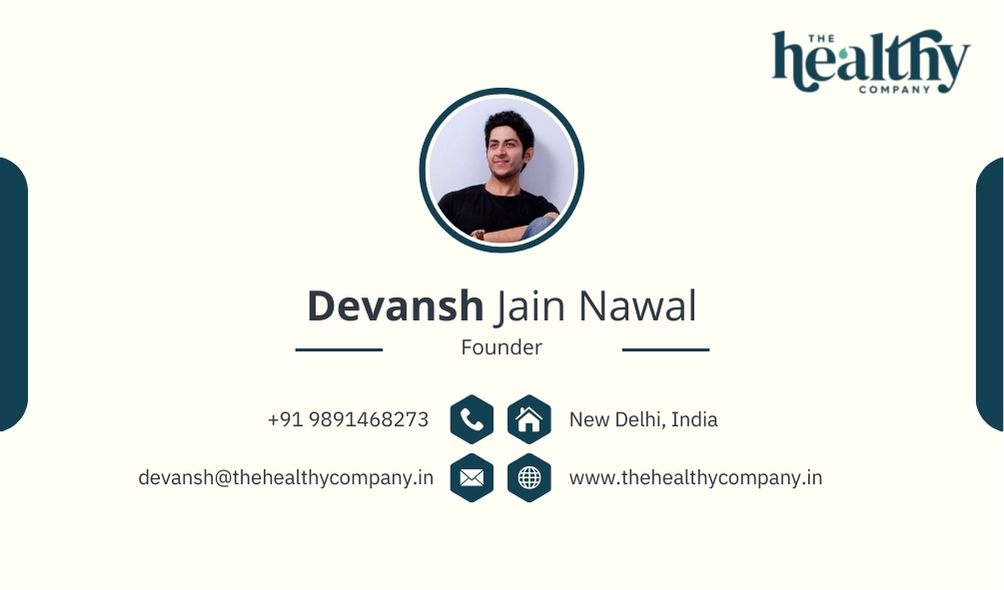 THE
healthy
COMPANY
Devansh Jain Nawal
Founder
+91 9891468273
New Delhi, India
devansh@thehealthycompany.in
www.thehealthycompany.in